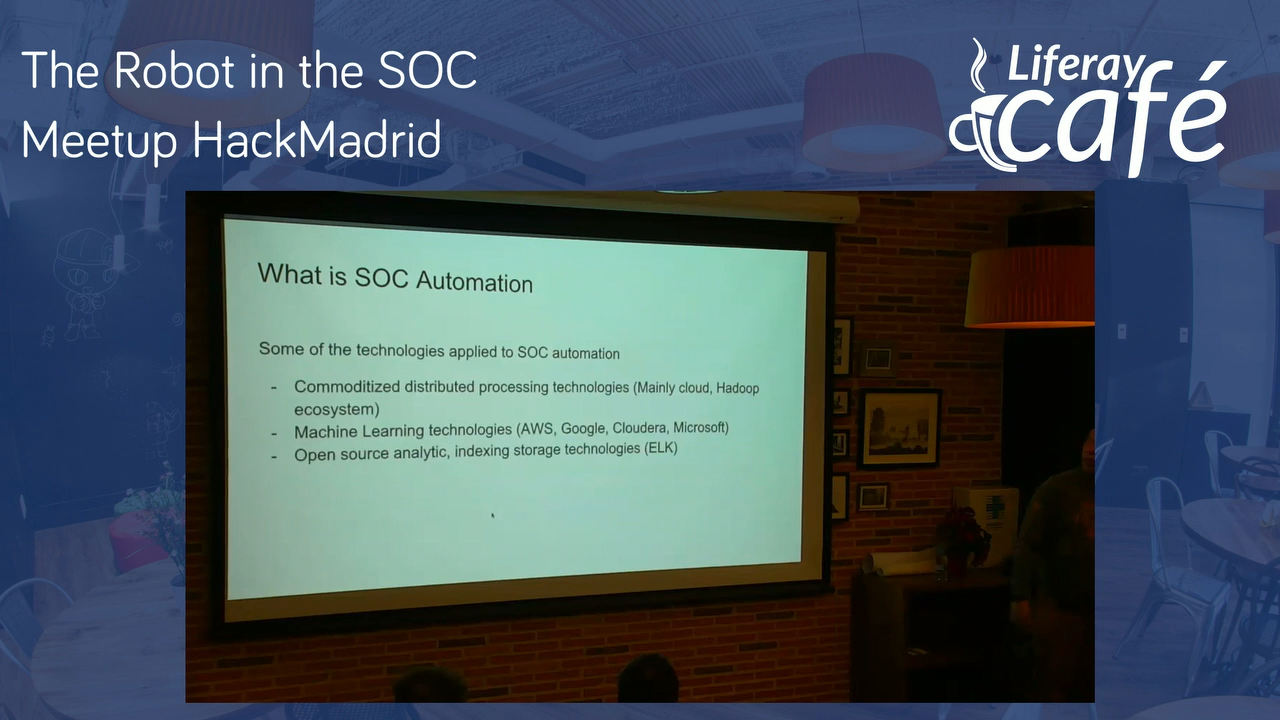 The Robot in the SOC
Meetup HackMadrid
Liferay
café
What is SOC Automation
Some of the technologies applied to SOC automation
- Commoditized distributed processing technologies (Mainly cloud, Hadoop
ecosystem)
- Machine Learning technologies (AWS, Google, Cloudera, Microsoft)
- Open source analytic, indexing storage technologies (ELK)